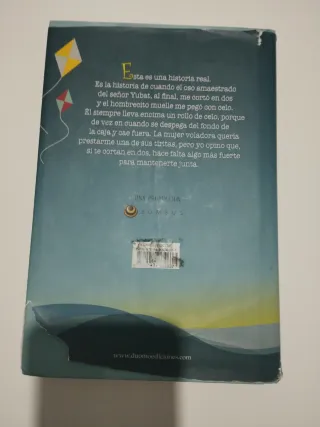 Esta es una historia real.
Es la historia de cuando el oso amaestrado
del señor Yubat, al final, me cortó en dos
y el hombrecito muelle me pegó con celo.
Él siempre lleva encima un rollo de celo, porque
de vez en cuando se despega del fondo de
la caja y cae fuera. La mujer voladora quería
prestarme una de sus tiritas, pero yo opino que,
si te cortan en dos, hace falta algo más fuerte
para mantenerte junta.
www.duomoediciones.com